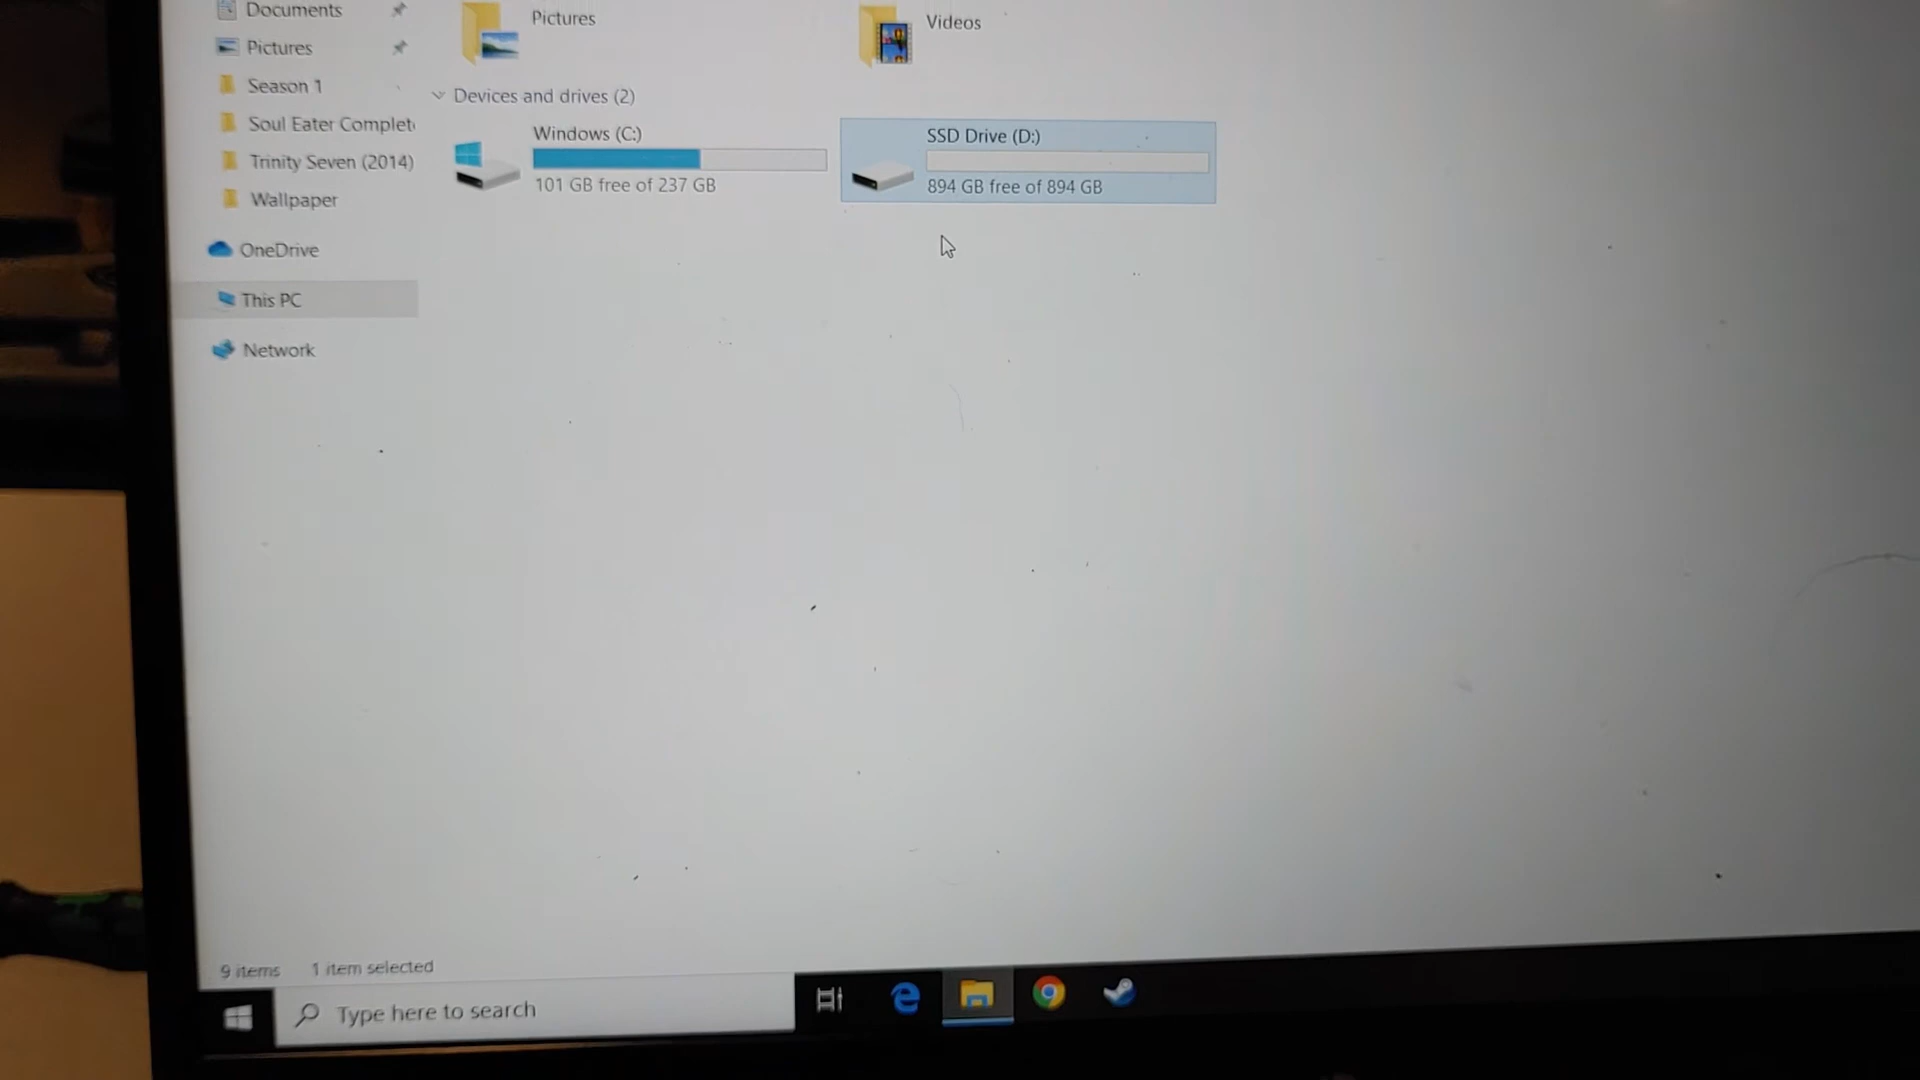 Documents
Pictures
Season 1
Soul Eater Complet
Trinity Seven (2014)
Wallpaper
OneDrive
This PC
Network
Pictures
Videos
Devices and drives (2)
Windows (C:)
101 GB free of 237 GB
SSD Drive (D:)
894 GB free of 894 GB
9 items
1 item selected
Type here to search